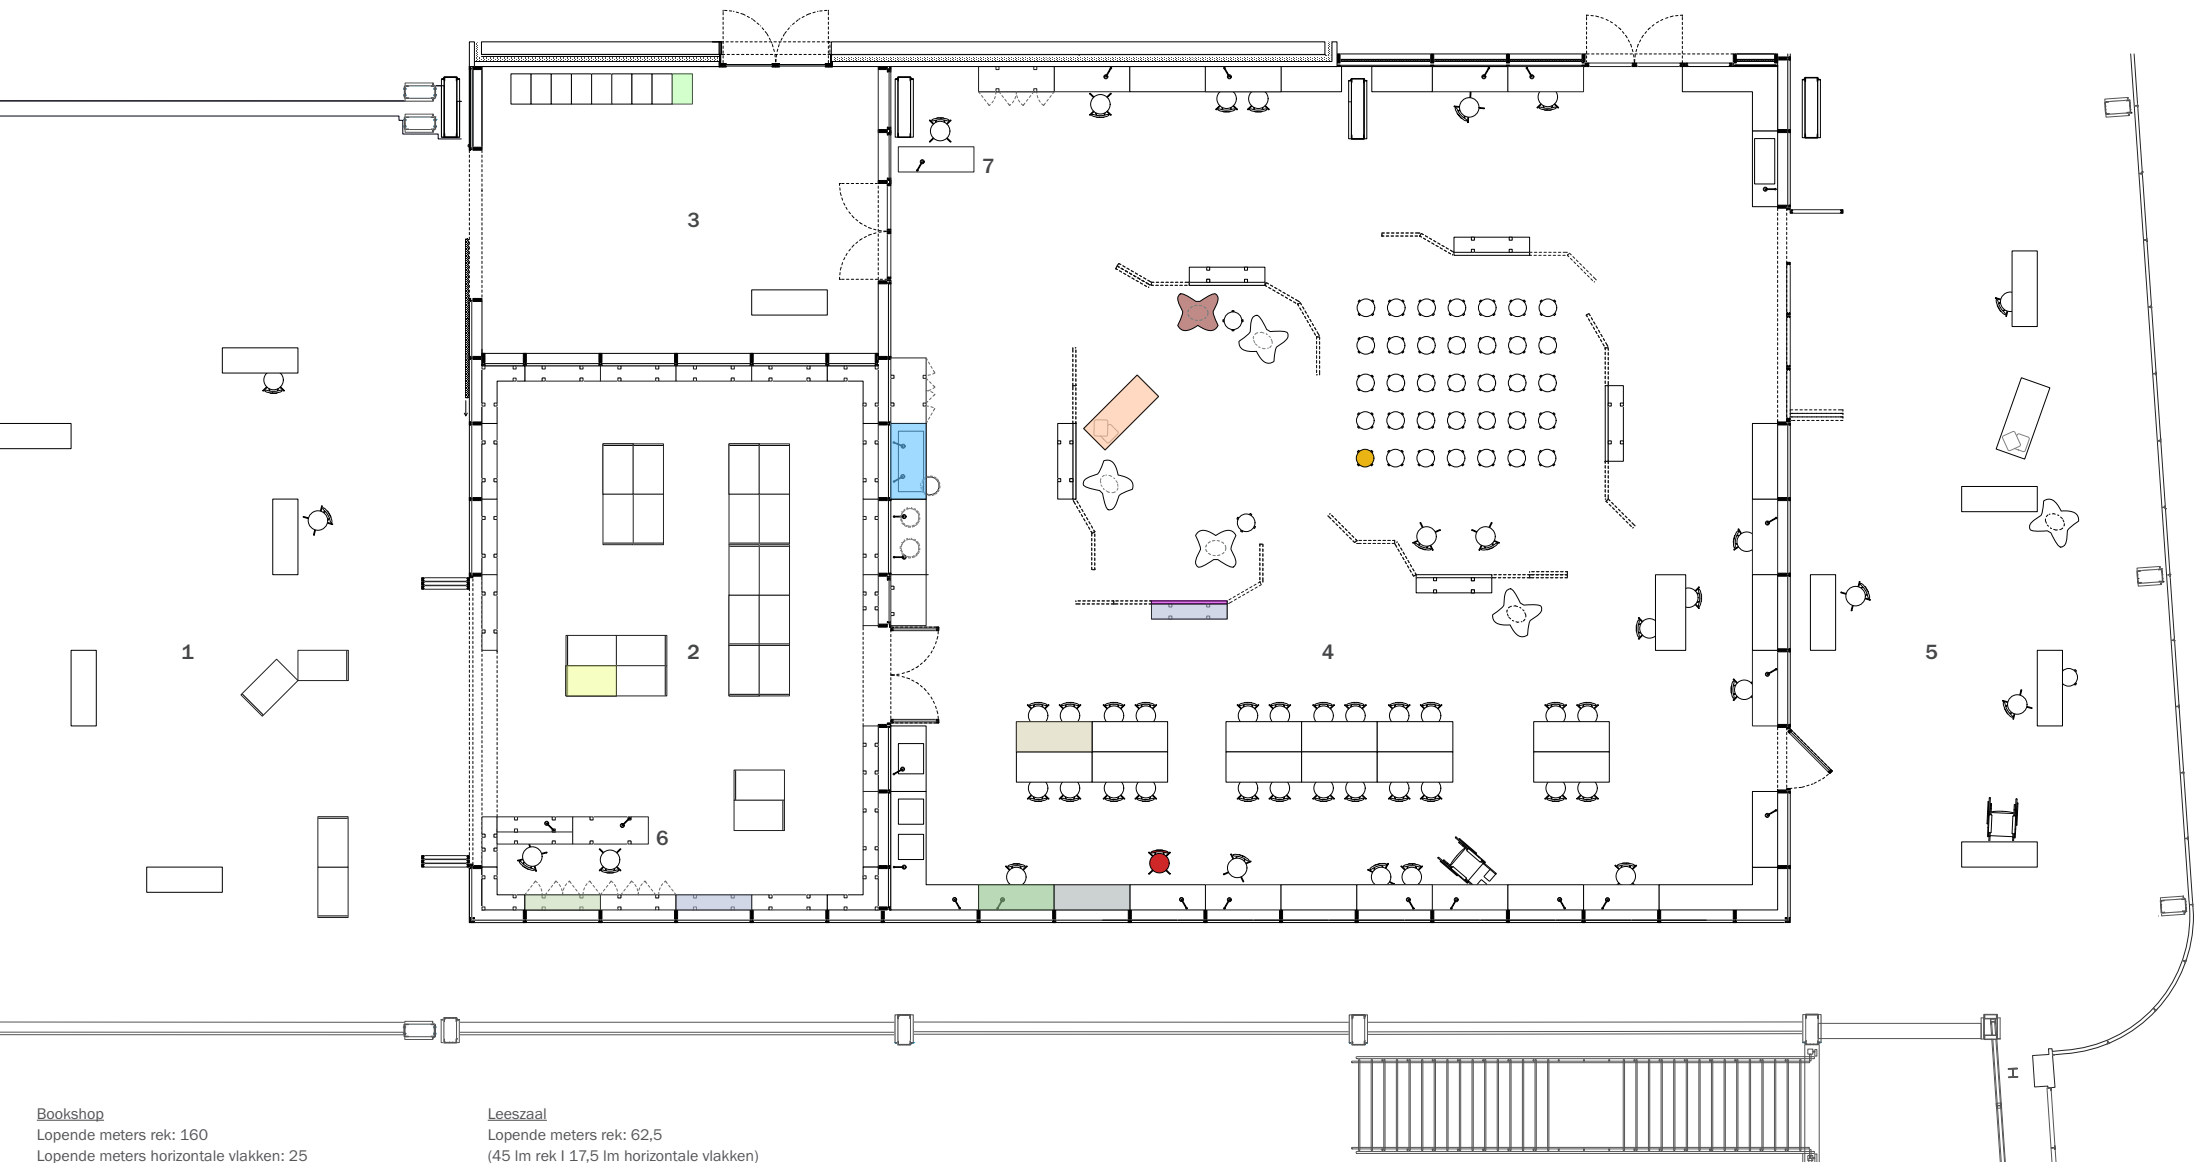 7
3
1
2
4
5
6
H
Bookshop
Lopende meters rek: 160
Lopende meters horizontale vlakken: 25
Leeszaal
Lopende meters rek: 62,5
(45 lm rek I 17,5 lm horizontale vlakken)